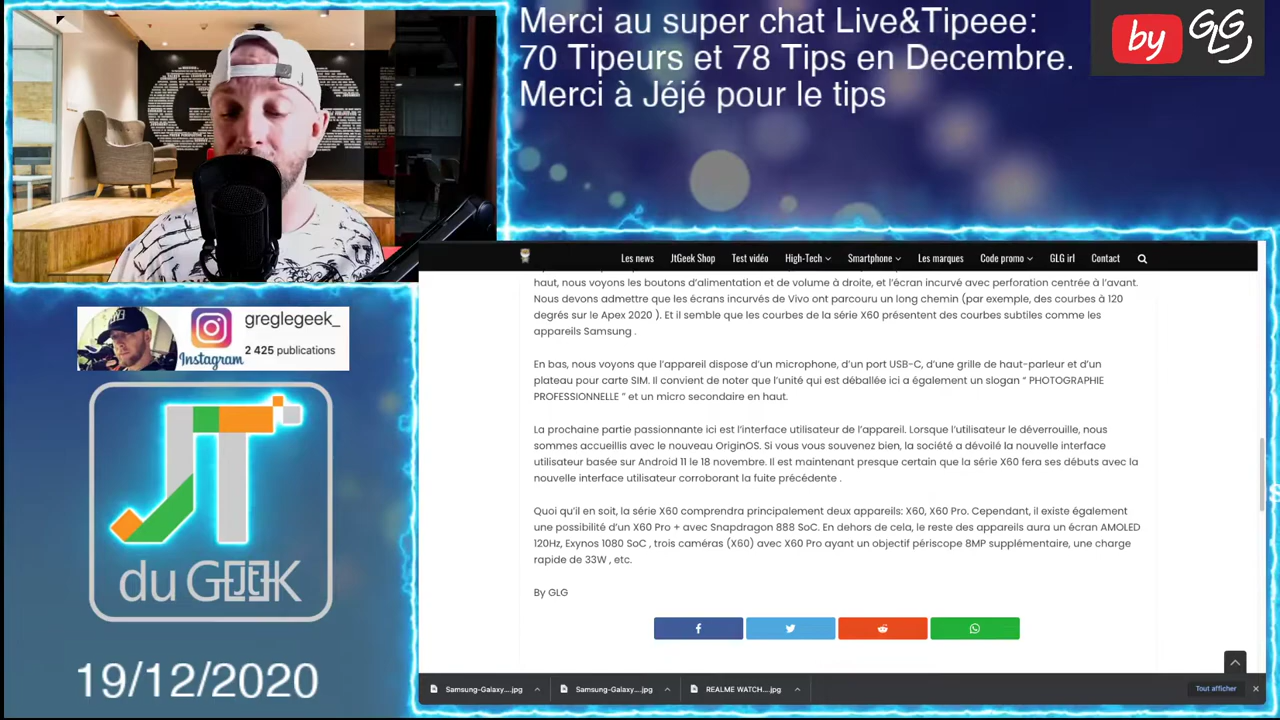 Merci au super chat Live&Tipeee:
70 Tipeurs et 78 Tips en Decembre.
Merci à Jéjé pour le tips
by GLG
Les news JtGeek Shop Test vidéo High-Tech Smartphone Les marques Code promo GLG irl Contact
haut, nous voyons les boutons d'alimentation et de volume à droite, et l'écran incurvé avec perforation centrée à l'avant.
Nous devons admettre que les écrans incurvés de Vivo ont parcouru un long chemin (par exemple, des courbes à 120
degrés sur le Apex 2020 ). Et il semble que les courbes de la série X60 présentent des courbes subtiles comme les
appareils Samsung .
En bas, nous voyons que l'appareil dispose d'un microphone, d'un port USB-C, d'une grille de haut-parleur et d'un
plateau pour carte SIM. Il convient de noter que l'unité qui est déballée ici a également un slogan " PHOTOGRAPHIE
PROFESSIONNELLE " et un micro secondaire en haut.
La prochaine partie passionnante ici est l'interface utilisateur de l'appareil. Lorsque l'utilisateur le déverrouille, nous
sommes accueillis avec le nouveau OriginOS. Si vous vous souvenez bien, la société a dévoilé la nouvelle interface
utilisateur basée sur Android 11 le 18 novembre. Il est maintenant presque certain que la série X60 fera ses débuts avec la
nouvelle interface utilisateur corroborant la fuite précédente .
Quoi qu'il en soit, la série X60 comprendra principalement deux appareils: X60, X60 Pro. Cependant, il existe également
une possibilité d'un X60 Pro + avec Snapdragon 888 SoC. En dehors de cela, le reste des appareils aura un écran AMOLED
120Hz, Exynos 1080 SoC , trois caméras (X60) avec X60 Pro ayant un objectif périscope 8MP supplémentaire, une charge
rapide de 33W , etc.
By GLG
Samsung-Galaxy....jpg Samsung-Galaxy....jpg REALME WATCH....jpg Tout afficher
greglegeek_
Instagram
2 425 publications
JT
du GEEK
19/12/2020